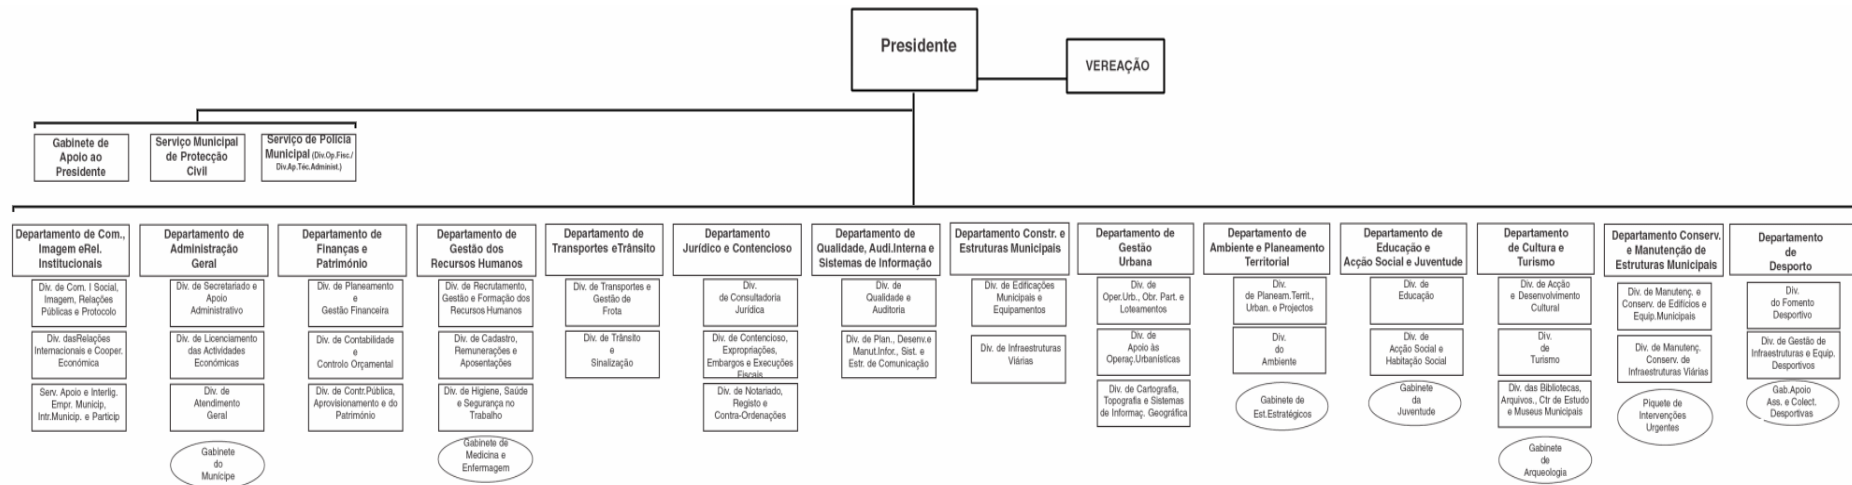 Presidente
VEREAÇÃO
Gabinete de
Apoio ao
Presidente
Serviço Municipal
de Protecção
Civil
Serviço de Polícia
Municipal (Div.Op.Fisc./
Div.Ap.Téc.Administ.)
Departamento de Com.,
Imagem eRel.
Institucionais
Div. de Com. I Social,
Imagem, Relações
Públicas e Protocolo
Div. dasRelações
Internacionais e Cooper.
Económica
Serv. Apoio e Interlig.
Empr. Municip,
Intr.Municip. e Particip
Departamento de
Administração
Geral
Div. de Secretariado e
Apoio
Administrativo
Div. de Licenciamento
das Actividades
Económicas
Div. de
Atendimento
Geral
Gabinete
do
Munícipe
Departamento de
Finanças e
Património
Div. de Planeamento
e
Gestão Financeira
Div. de Contabilidade
e
Controlo Orçamental
Div. de Contr.Pública,
Aprovisionamento e do
Património
Departamento de
Gestão dos
Recursos Humanos
Div. de Recrutamento,
Gestão e Formação dos
Recursos Humanos
Div. de Cadastro,
Remunerações e
Aposentações
Div. de Higiene, Saúde
e Segurança no
Trabalho
Gabinete de
Medicina e
Enfermagem
Departamento de
Transportes eTrânsito
Div. de Transportes e
Gestão de
Frota
Div. de Trânsito
e
Sinalização
Departamento
Jurídico e Contencioso
Div.
de Consultadoria
Jurídica
Div. de Contencioso,
Expropriações,
Embargos e Execuções
Fiscais
Div. de Notariado,
Registo e
Contra-Ordenações
Departamento de
Qualidade, Audi.Interna e
Sistemas de Informação
Div. de
Qualidade e
Auditoria
Div. de Plan., Desenv.e
Manut.Infor., Sist. e
Estr. de Comunicação
Departamento Constr. e
Estruturas Municipais
Div. de Edificações
Municipais e
Equipamentos
Div. de Infraestruturas
Viárias
Departamento de
Gestão
Urbana
Div. de
Oper.Urb., Obr. Part. e
Loteamentos
Div. de
Apoio às
Operaç.Urbanísticas
Div. de Cartografia,
Topografia e Sistemas
de Informaç. Geográfica
Departamento de
Ambiente e Planeamento
Territorial
Div.
de Planeam.Territ.,
Urban. e Projectos
Div.
do
Ambiente
Gabinete de
Est.Estratégicos
Departamento de
Educação e
Acção Social e Juventude
Div. de
Educação
Div. de
Acção Social e
Habitação Social
Gabinete
da
Juventude
Departamento
de Cultura e
Turismo
Div. de Acção
e Desenvolvimento
Cultural
Div.
de
Turismo
Div. das Bibliotecas,
Arquivos., Ctr de Estudo
e Museus Municipais
Gabinete
de
Arqueologia
Departamento Conserv.
e Manutenção de
Estruturas Municipais
Div. de Manutenç. e
Conserv. de Edifícios e
Equip.Municipais
Div. de Manutenç.
Conserv. de
Infraestruturas Viárias
Piquete de
Intervenções
Urgentes
Departamento
de
Desporto
Div.
do Fomento
Desportivo
Div. de Gestão de
Infraestruturas e Equip.
Desportivos
Gab.Apoio
Ass. e Colect.
Desportivas